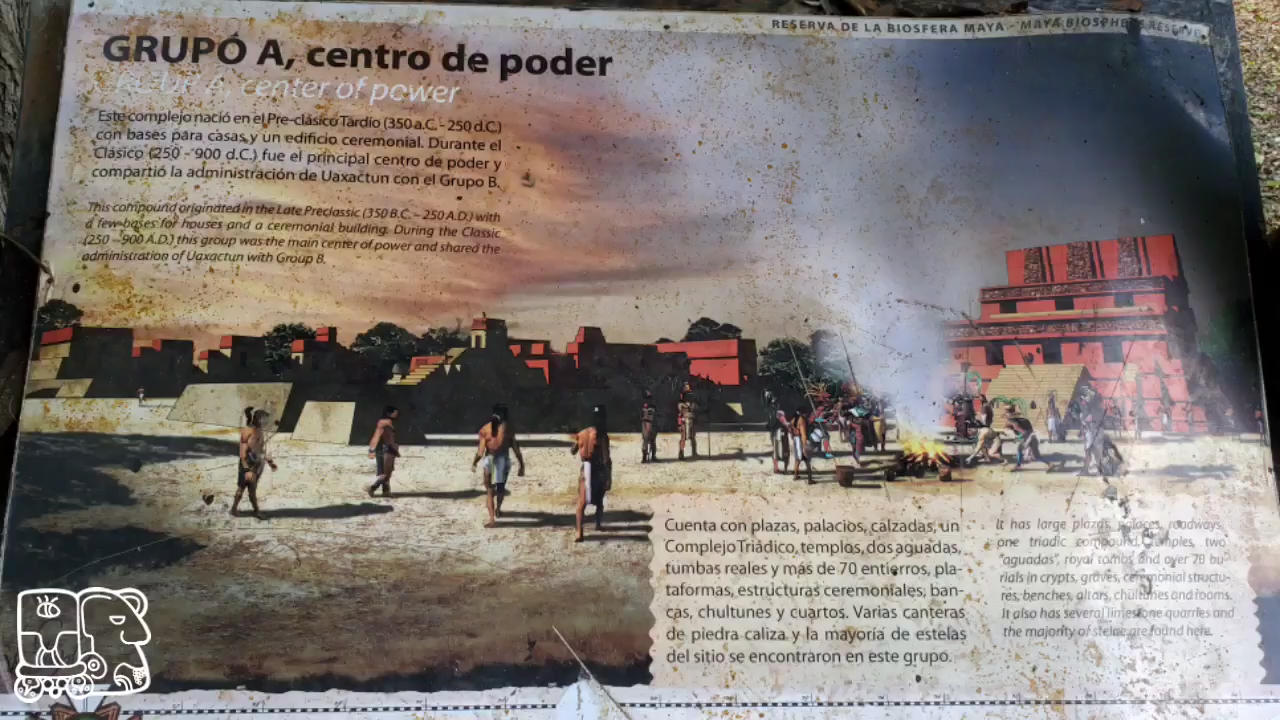 RESERVA DE LA BIOSFERA MAYA - MAYA BIOSPHERE RESERVE
GRUPO A, centro de poder
GROUP A, center of power
Este complejo nació en el Pre-clásico Tardío (350 a.C. - 250 d.C.)
con bases para casas y un edificio ceremonial. Durante el
Clásico (250 - 900 d.C.) fue el principal centro de poder y
compartió la administración de Uaxactun con el Grupo B.
This compound originated in the Late Preclassic (350 B.C. – 250 A.D.) with
a few bases for houses and a ceremonial building. During the Classic
(250 – 900 A.D.) this group was the main center of power and shared the
administration of Uaxactun with Group B.
Cuenta con plazas, palacios, calzadas, un
Complejo Triádico, templos, dos aguadas,
tumbas reales y más de 70 entierros, pla-
taformas, estructuras ceremoniales, ban-
cas, chultunes y cuartos. Varias canteras
de piedra caliza y la mayoría de estelas
del sitio se encontraron en este grupo.
It has large plazas, palaces, roadways,
one triadic compound, temples, two
"aguadas", royal tombs and over 70 bu-
rials in crypts, graves, ceremonial structu-
res, benches, altars, chultunes and rooms.
It also has several limestone quarries and
the majority of stelae are found here.